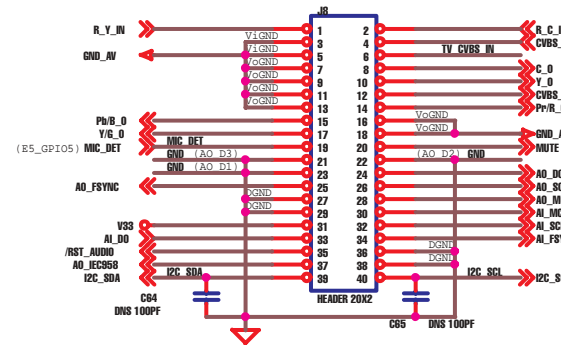 J8
R_Y_IN 1 2 R_C_I
ViGND 3 4 CVBS_
GND_AV ViGND 5 6 TV_CVBS_IN
VoGND 7 8 C_O
VoGND 9 10 Y_O
VoGND 11 12 CVBS_
VoGND 13 14 Pr/R_
Pb/B_O 15 16 VoGND
Y/G_O 17 18 VoGND GND_A
(E5_GPIO5) MIC_DET MIC_DET 19 20 MUTE
GND (AO_D3) 21 22 (AO_D2) GND
GND (AO_D1) 23 24 AO_DO
AO_FSYNC 25 26 AO_SC
DGND 27 28 AO_M
DGND 29 30 AI_MC
V33 31 32 AI_SC
AI_DO 33 34 AI_FS
/RST_AUDIO 35 36 DGND
AO_IEC958 37 38 DGND
I2C_SDA I2C_SDA 39 40 I2C_SCL I2C_S
C64 HEADER 20X2 C65 DNS 100PF
DNS 100PF